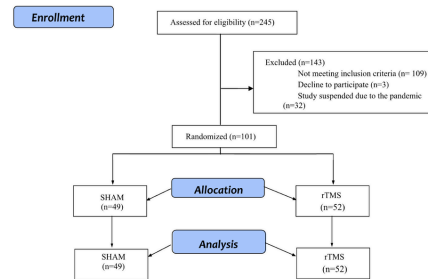 Enrollment
Assessed for eligibility (n=245)
Excluded (n=143)
Not meeting inclusion criteria (n= 109)
Decline to participate (n=3)
Study suspended due to the pandemic
(n=32)
Randomized (n=101)
Allocation
SHAM
(n=49)
rTMS
(n=52)
Analysis
SHAM
(n=49)
rTMS
(n=52)